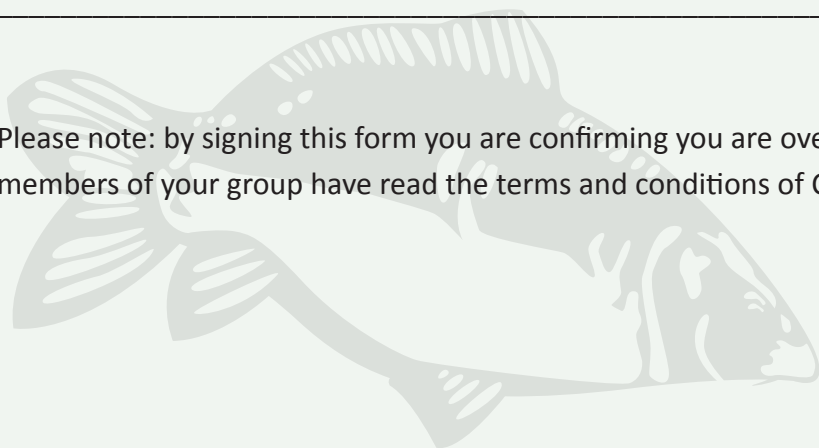 Please note: by signing this form you are confirming you are ove
members of your group have read the terms and conditions of C